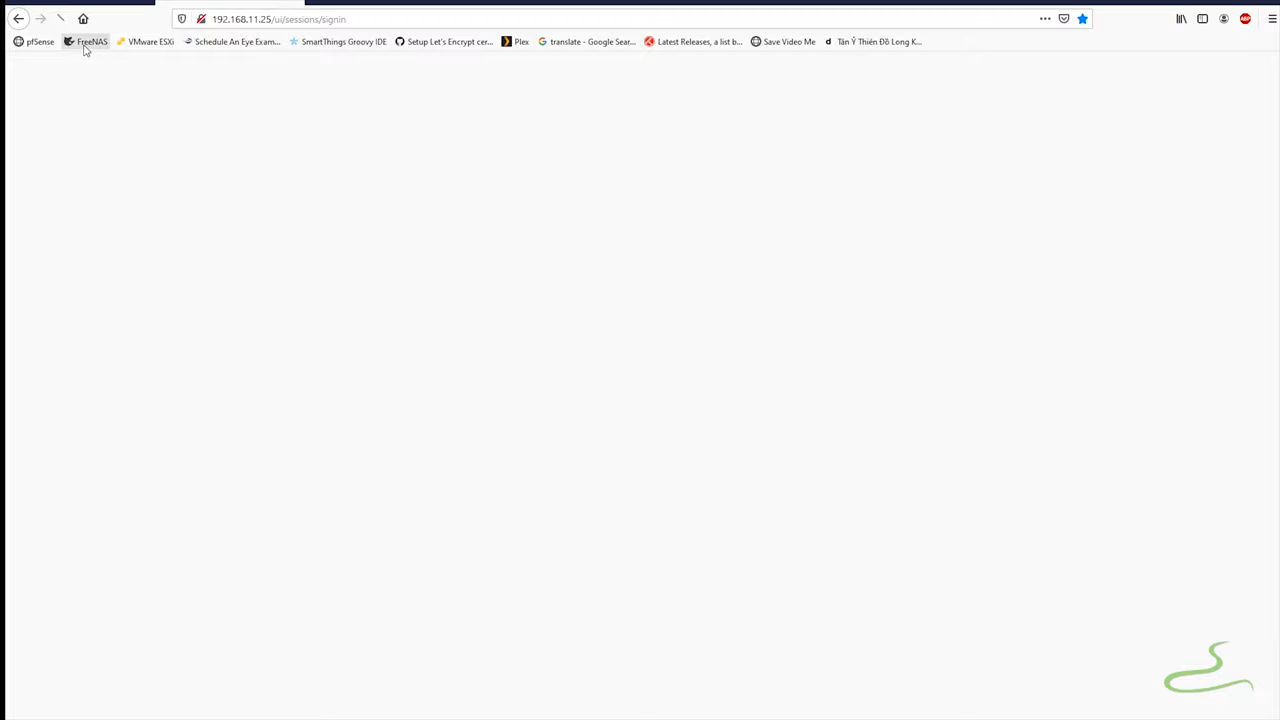 192.168.11.25/ui/sessions/signin
pfSense FreeNAS VMware ESXi Schedule An Eye Exam... SmartThings Groovy IDE Setup Let's Encrypt cer... Plex translate - Google Sear... Latest Releases, a list b... Save Video Me d Tân Ỷ Thiên Đồ Long K...